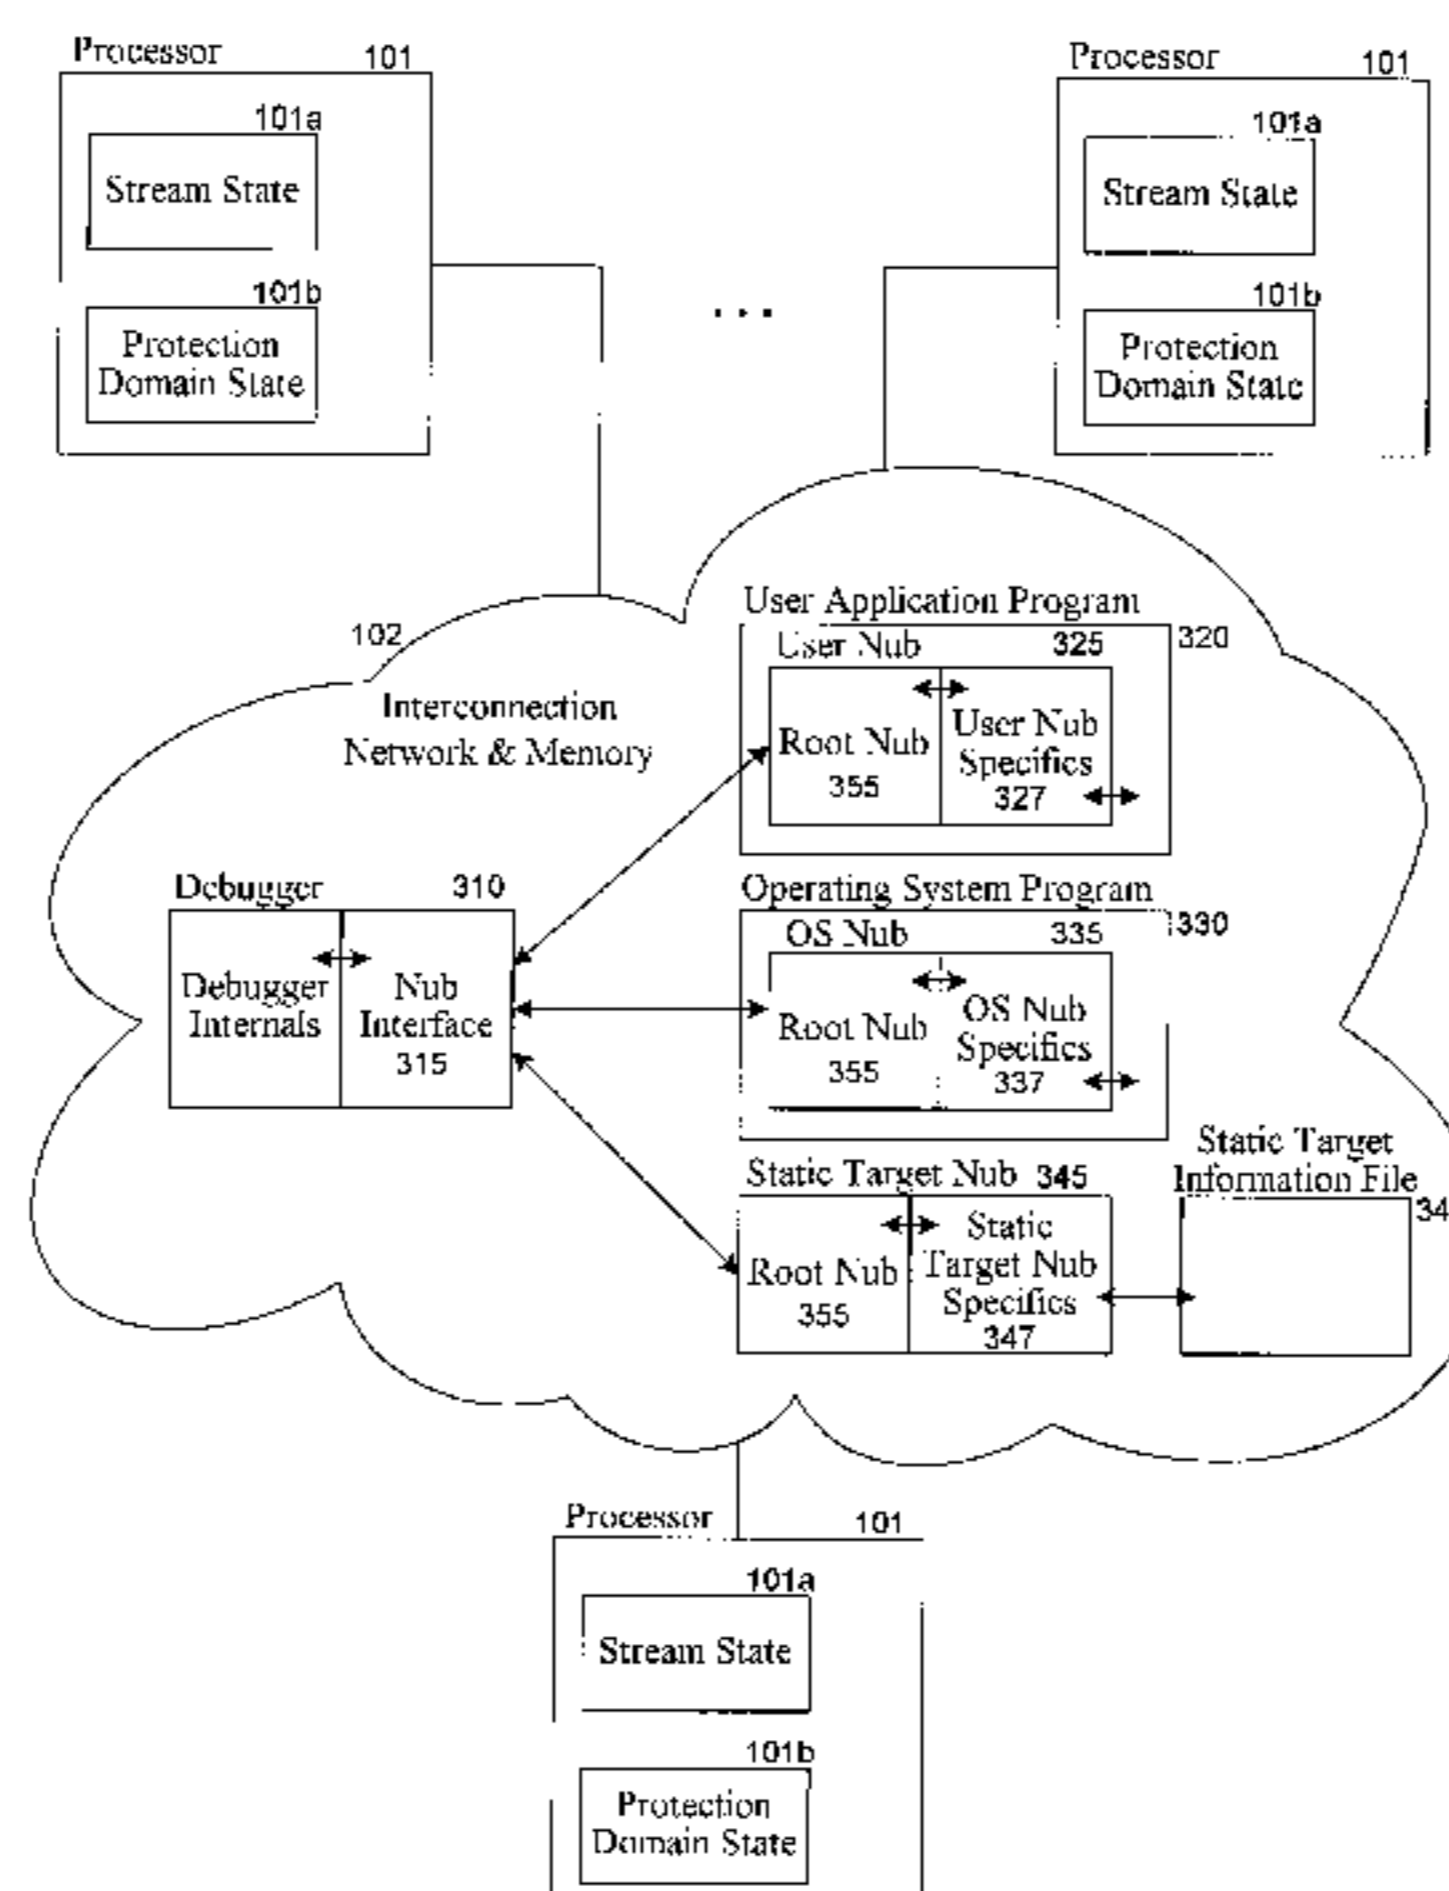 Processor 101
101a
Stream State
101b
Protection
Domain State
...
Processor 101
101a
Stream State
101b
Protection
Domain State
102
Interconnection
Network & Memory
User Application Program
320
User Nub 325
Root Nub
355
User Nub
Specifics
327
Debugger 310
Debugger
Internals
Nub
Interface
315
Operating System Program
330
OS Nub 335
Root Nub
355
OS Nub
Specifics
337
Static Target Nub 345
Root Nub
355
Static
Target Nub
Specifics
347
Static Target
Information File
Processor 101
101a
Stream State
101b
Protection
Domain State